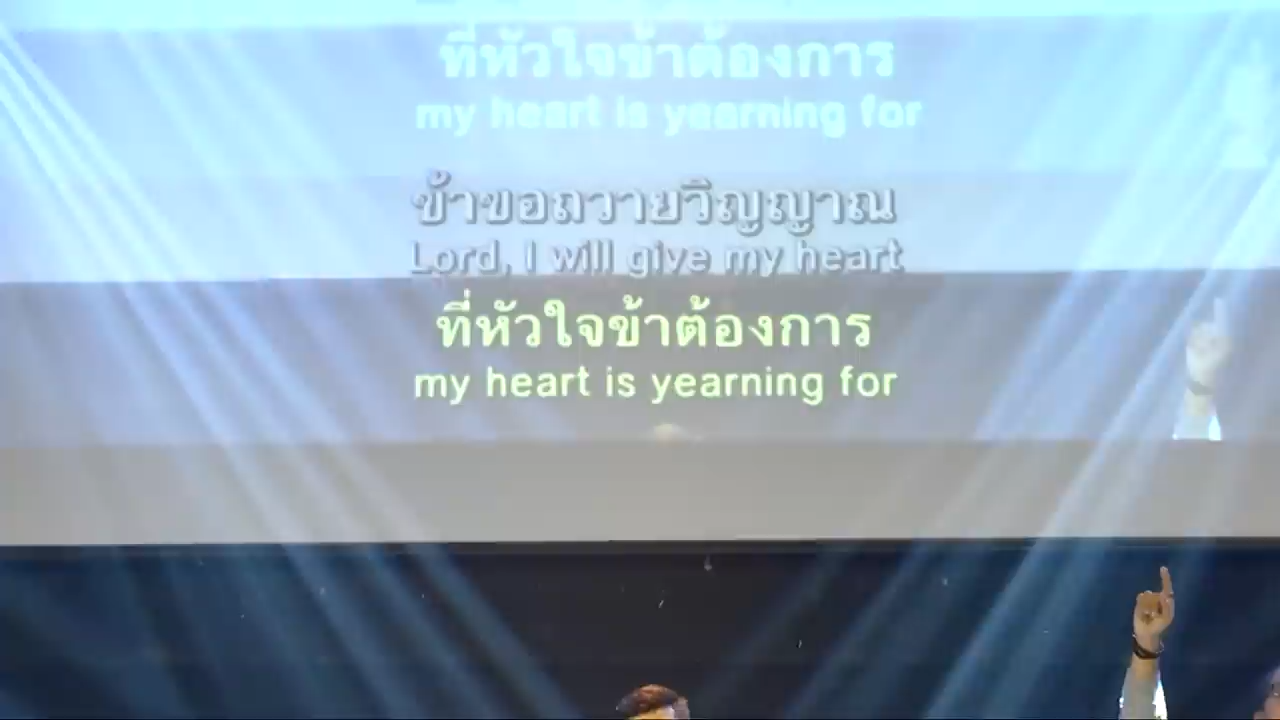 ที่หัวใจข้าต้องการ
my heart is yearning for
ข้าขอถวายวิญญาณ
Lord, I will give my heart
ที่หัวใจข้าต้องการ
my heart is yearning for